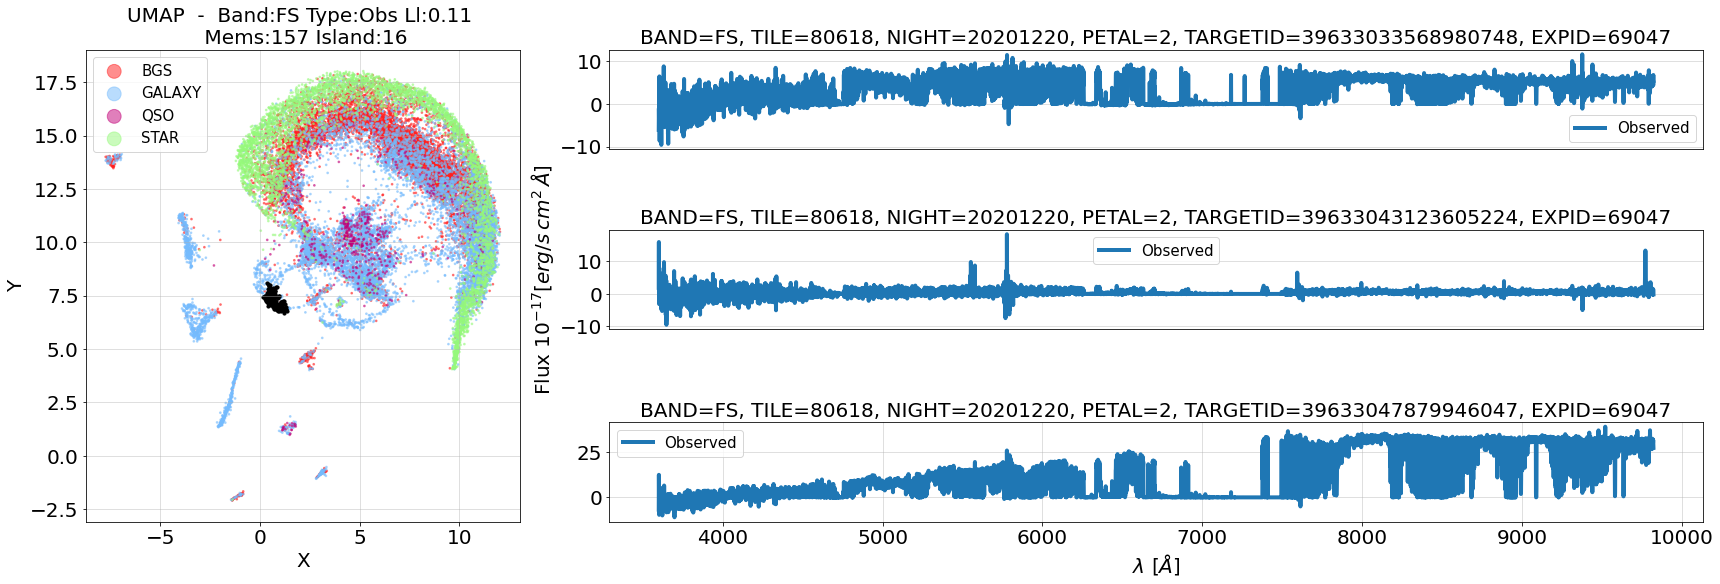 UMAP  -  Band:FS Type:Obs Ll:0.11
Mems:157 Island:16
BGS
GALAXY
QSO
STAR
17.5
15.0
12.5
10.0
7.5
5.0
2.5
0.0
−2.5
Y
−5
0
5
10
X
BAND=FS, TILE=80618, NIGHT=20201220, PETAL=2, TARGETID=39633033568980748, EXPID=69047
10
0
−10
Observed
BAND=FS, TILE=80618, NIGHT=20201220, PETAL=2, TARGETID=39633043123605224, EXPID=69047
10
0
−10
Observed
Flux 10⁻¹⁷[erg/s cm² Å]
BAND=FS, TILE=80618, NIGHT=20201220, PETAL=2, TARGETID=39633047879946047, EXPID=69047
25
0
Observed
4000
5000
6000
7000
8000
9000
10000
λ [Å]